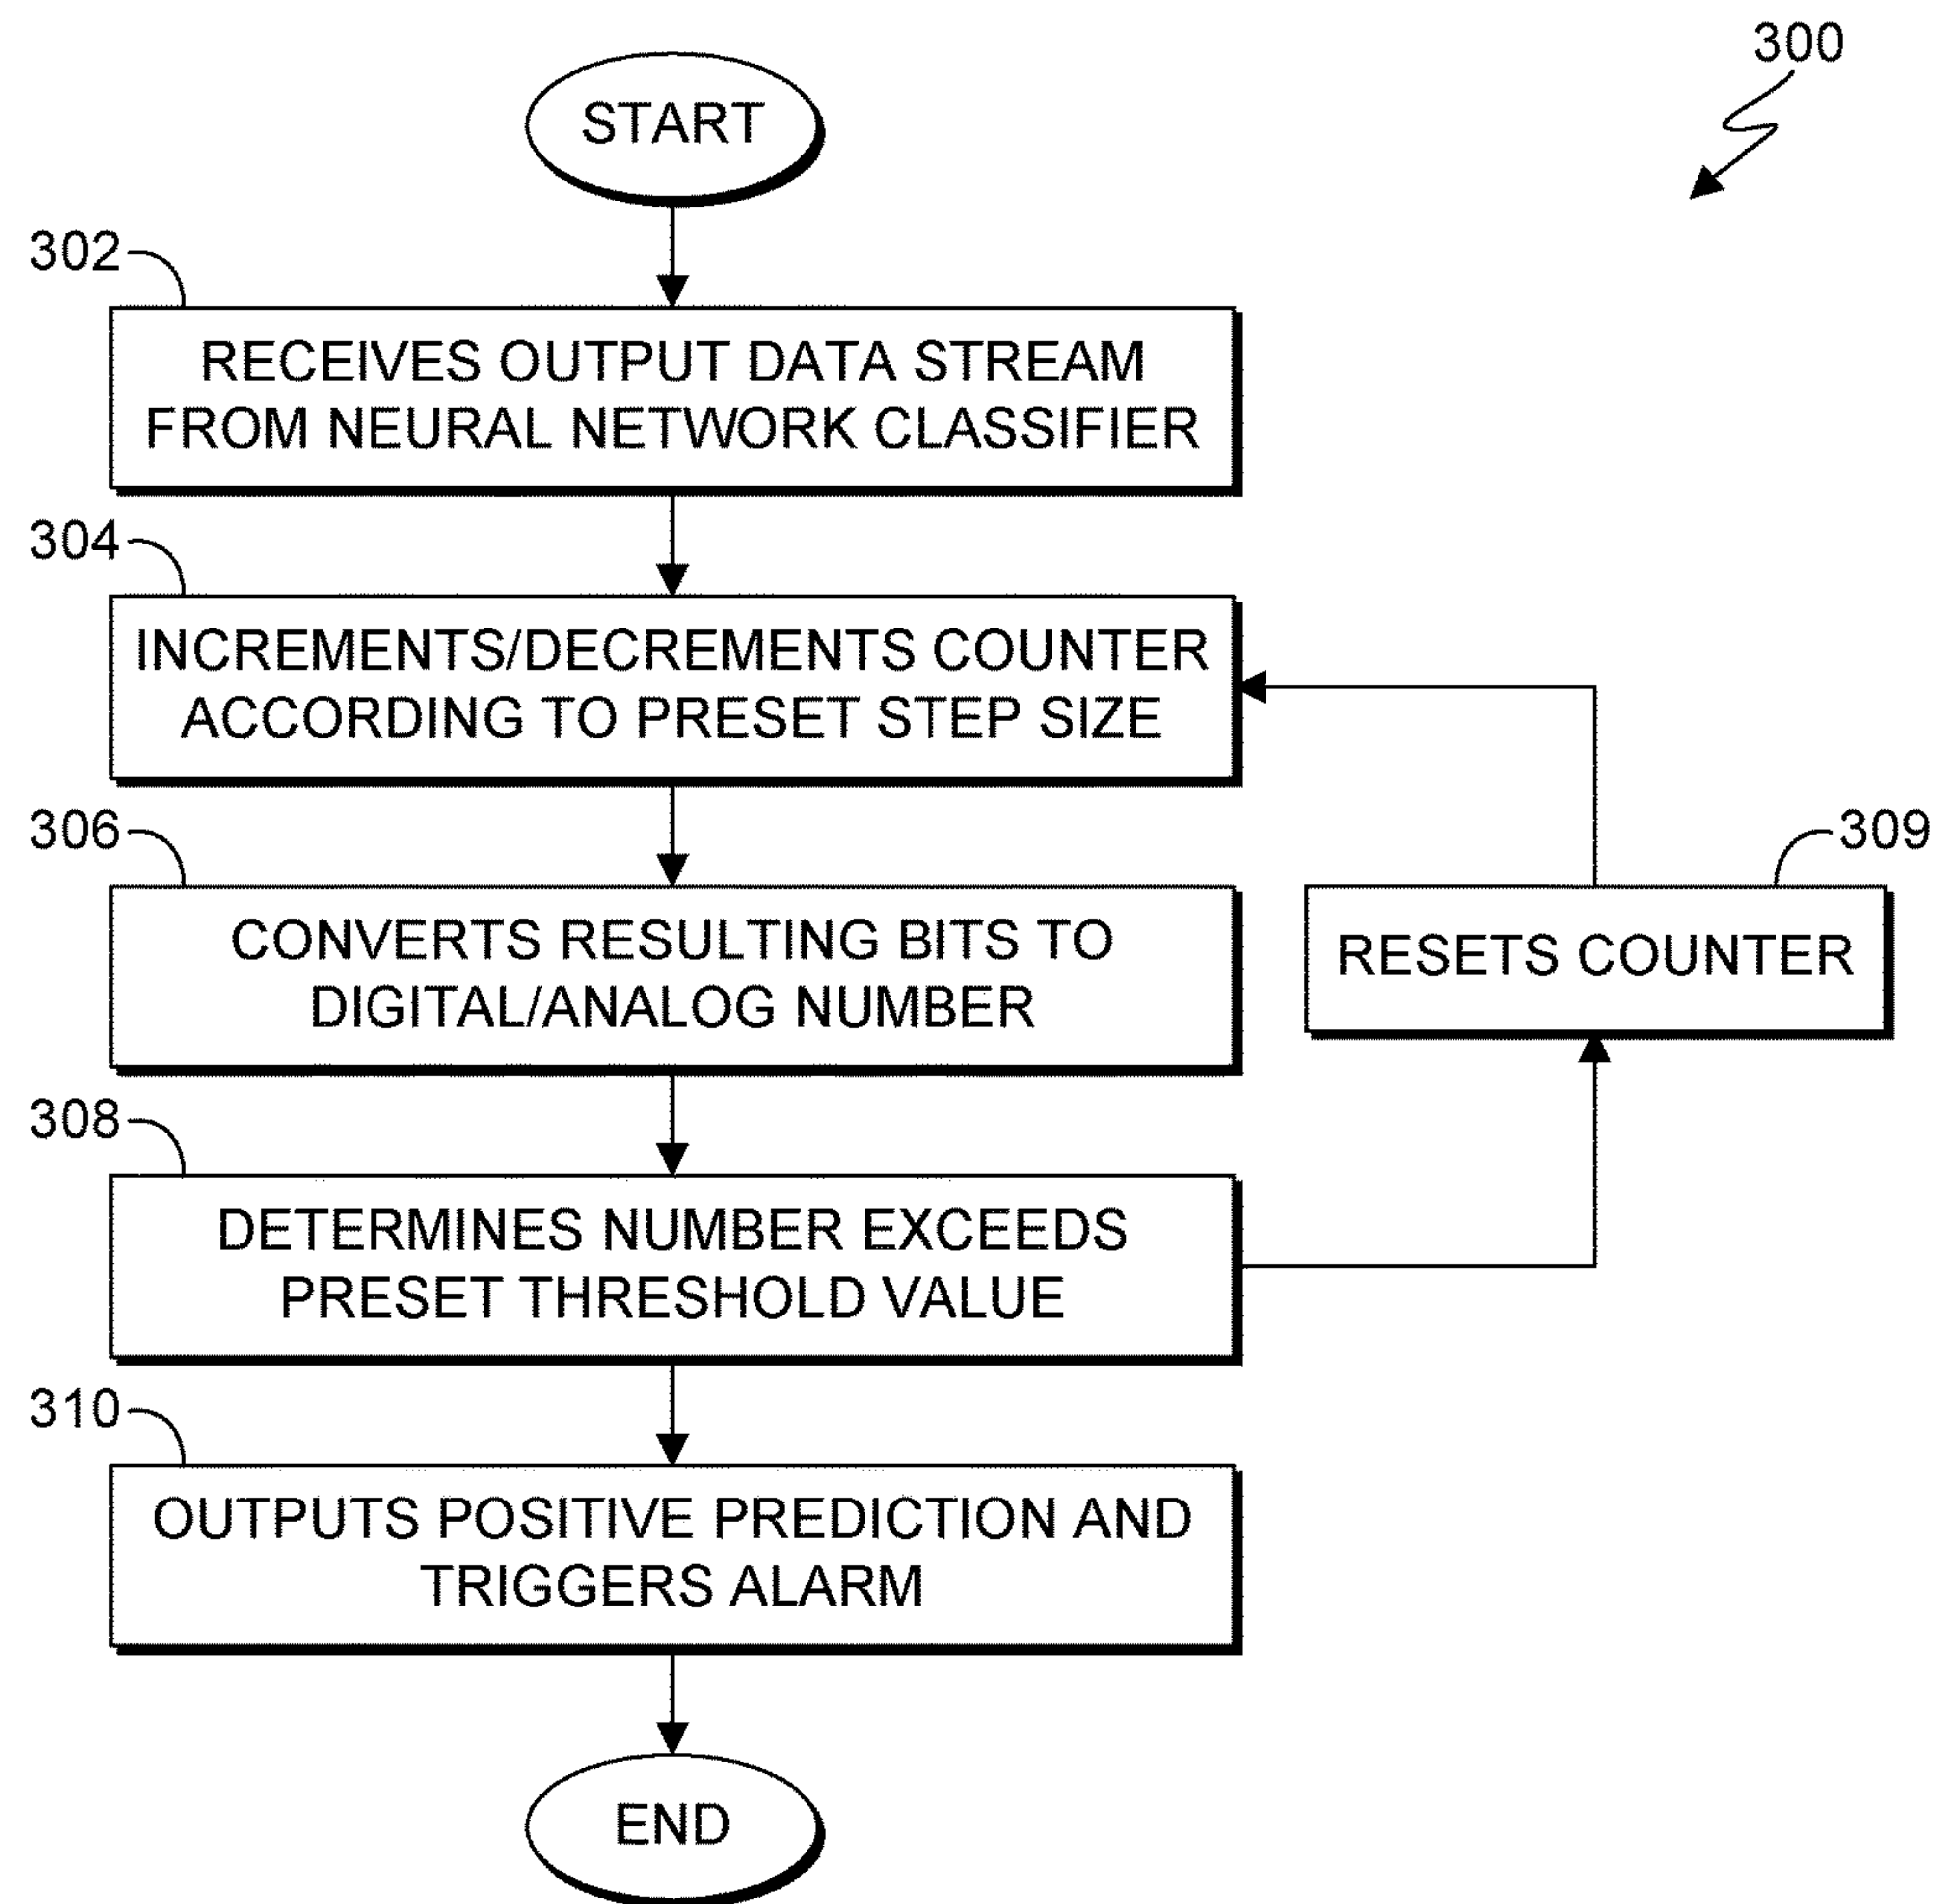 300
START
302
RECEIVES OUTPUT DATA STREAM
FROM NEURAL NETWORK CLASSIFIER
304
INCREMENTS/DECREMENTS COUNTER
ACCORDING TO PRESET STEP SIZE
306
CONVERTS RESULTING BITS TO
DIGITAL/ANALOG NUMBER
309
RESETS COUNTER
308
DETERMINES NUMBER EXCEEDS
PRESET THRESHOLD VALUE
310
OUTPUTS POSITIVE PREDICTION AND
TRIGGERS ALARM
END